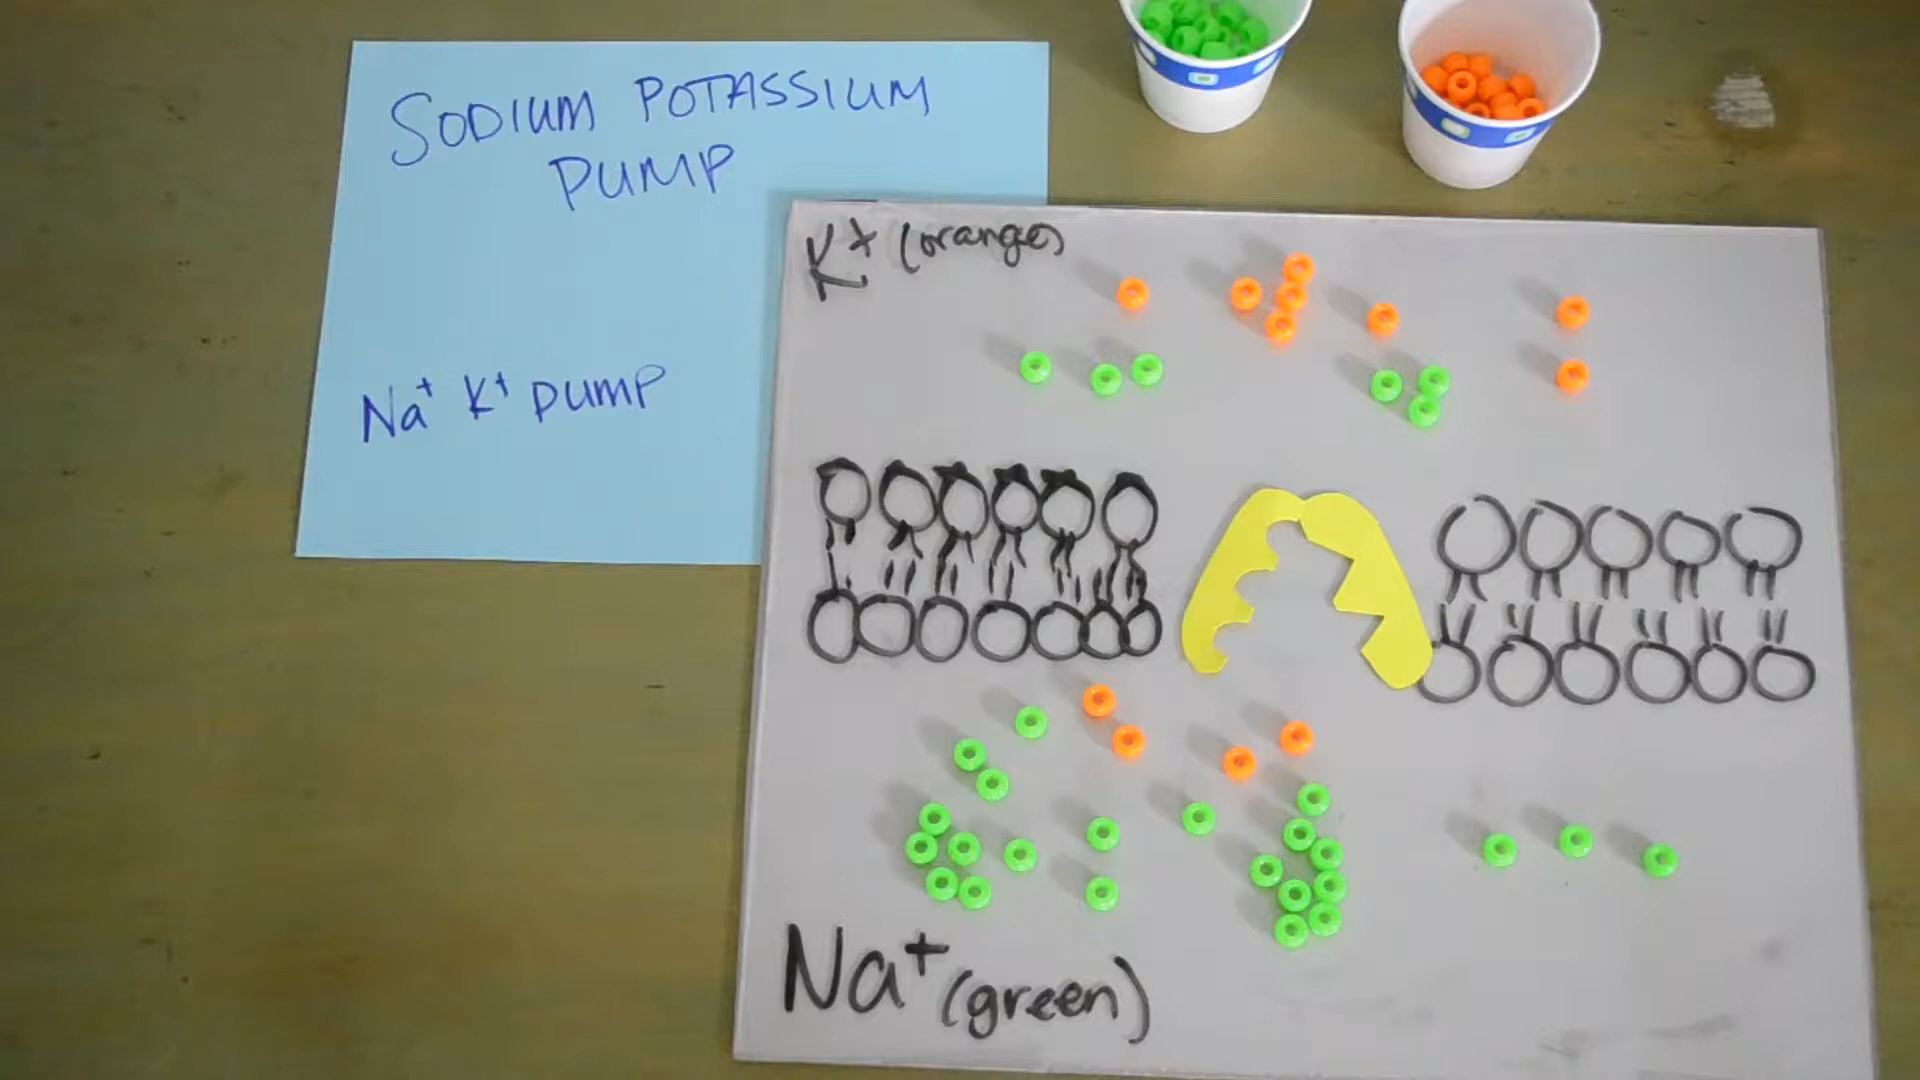 SODIUM POTASSIUM
PUMP
Na⁺ K⁺ PUMP
K⁺ (orange)
Na⁺ (green)